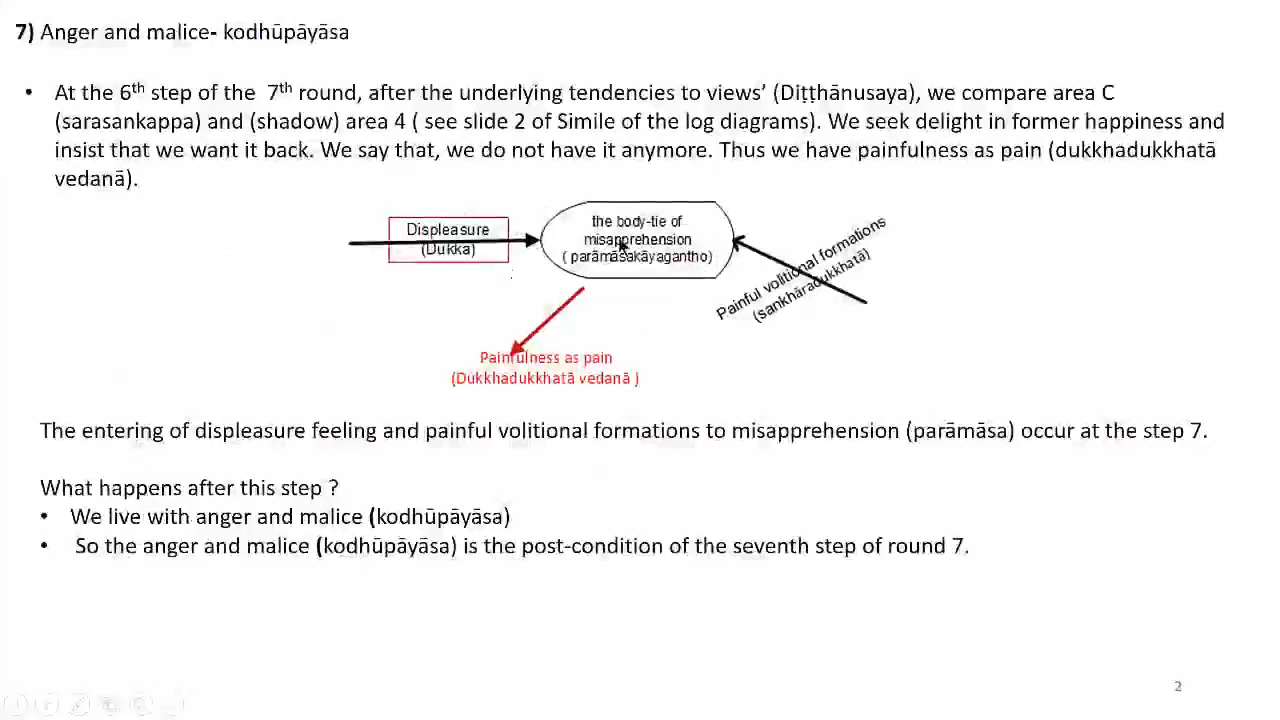 7) Anger and malice- kodhūpāyāsa
• At the 6th step of the 7th round, after the underlying tendencies to views’ (Diṭṭhānusaya), we compare area C
(sarasankappa) and (shadow) area 4 ( see slide 2 of Simile of the log diagrams). We seek delight in former happiness and
insist that we want it back. We say that, we do not have it anymore. Thus we have painfulness as pain (dukkhadukkhatā
vedanā).
Displeasure
(Dukka)
the body-tie of
misapprehension
( parāmāsakāyagantho)
Painful volitional formations
(sankhāradukkhatā)
Painfulness as pain
(Dukkhadukkhatā vedanā )
The entering of displeasure feeling and painful volitional formations to misapprehension (parāmāsa) occur at the step 7.
What happens after this step ?
• We live with anger and malice (kodhūpāyāsa)
• So the anger and malice (kodhūpāyāsa) is the post-condition of the seventh step of round 7.
2